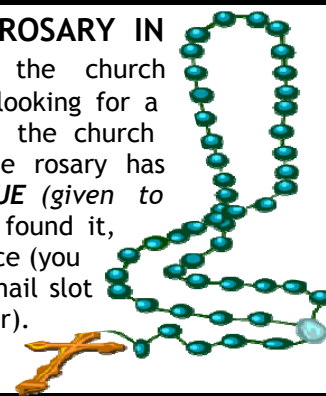 ROSARY IN
the church
looking for a
the church
e rosary has
UE (given to
found it,
ce (you
nail slot
r).